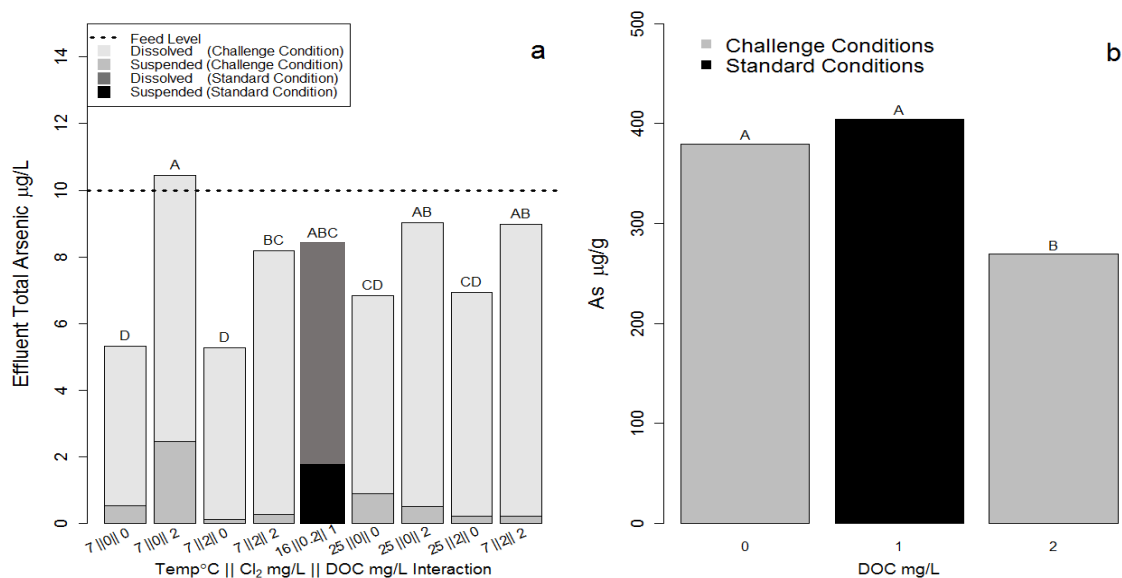 a
Feed Level
Dissolved (Challenge Condition)
Suspended (Challenge Condition)
Dissolved (Standard Condition)
Suspended (Standard Condition)
Effluent Total Arsenic µg/L
14
12
10
8
6
4
2
0
D
A
D
BC
ABC
CD
AB
CD
AB
7 ||0|| 0
7 ||0|| 2
7 ||2|| 0
7 ||2|| 2
16 ||0.2|| 1
25 ||0|| 0
25 ||0|| 2
25 ||2|| 0
7 ||2|| 2
Temp°C || Cl₂ mg/L || DOC mg/L Interaction
b
Challenge Conditions
Standard Conditions
As µg/g
500
400
300
200
100
0
A
A
B
0
1
2
DOC mg/L